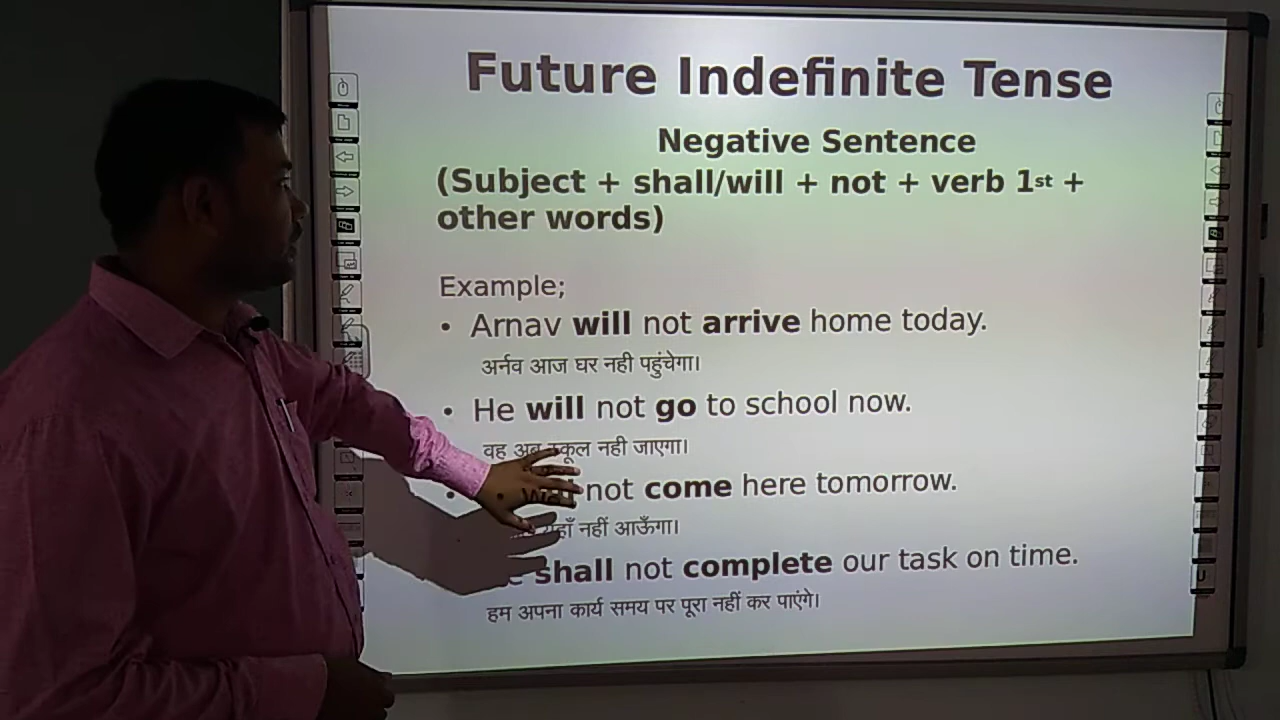 Future Indefinite Tense
Negative Sentence
(Subject + shall/will + not + verb 1st +
other words)
Example;
• Arnav will not arrive home today.
अर्नव आज घर नही पहुंचेगा।
• He will not go to school now.
वह अब स्कूल नही जाएगा।
• not come here tomorrow.
यहाँ नहीं आऊँगा।
shall not complete our task on time.
हम अपना कार्य समय पर पूरा नहीं कर पाएंगे।